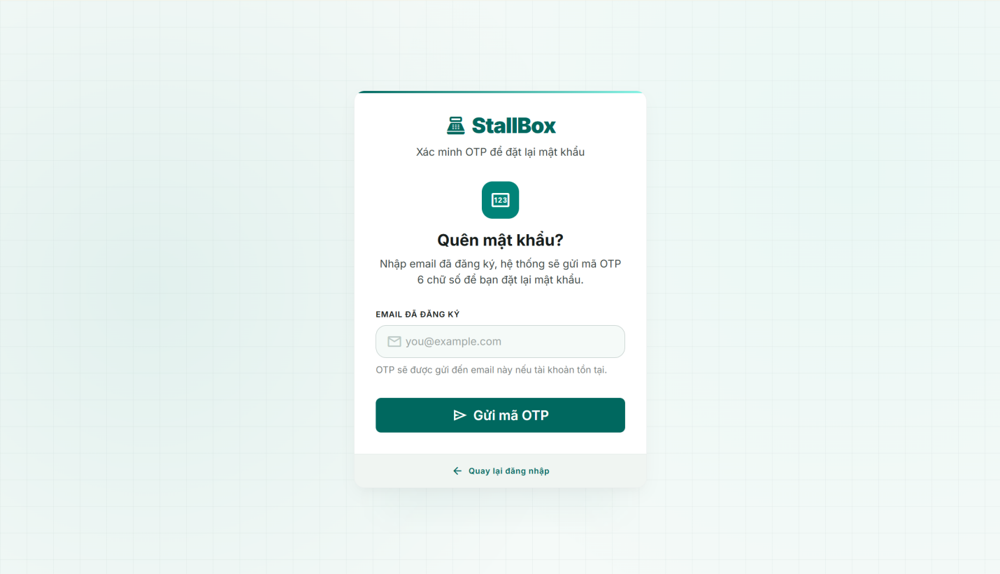 StallBox
Xác minh OTP để đặt lại mật khẩu
123
Quên mật khẩu?
Nhập email đã đăng ký, hệ thống sẽ gửi mã OTP
6 chữ số để bạn đặt lại mật khẩu.
EMAIL ĐÃ ĐĂNG KÝ
you@example.com
OTP sẽ được gửi đến email này nếu tài khoản tồn tại.
Gửi mã OTP
Quay lại đăng nhập